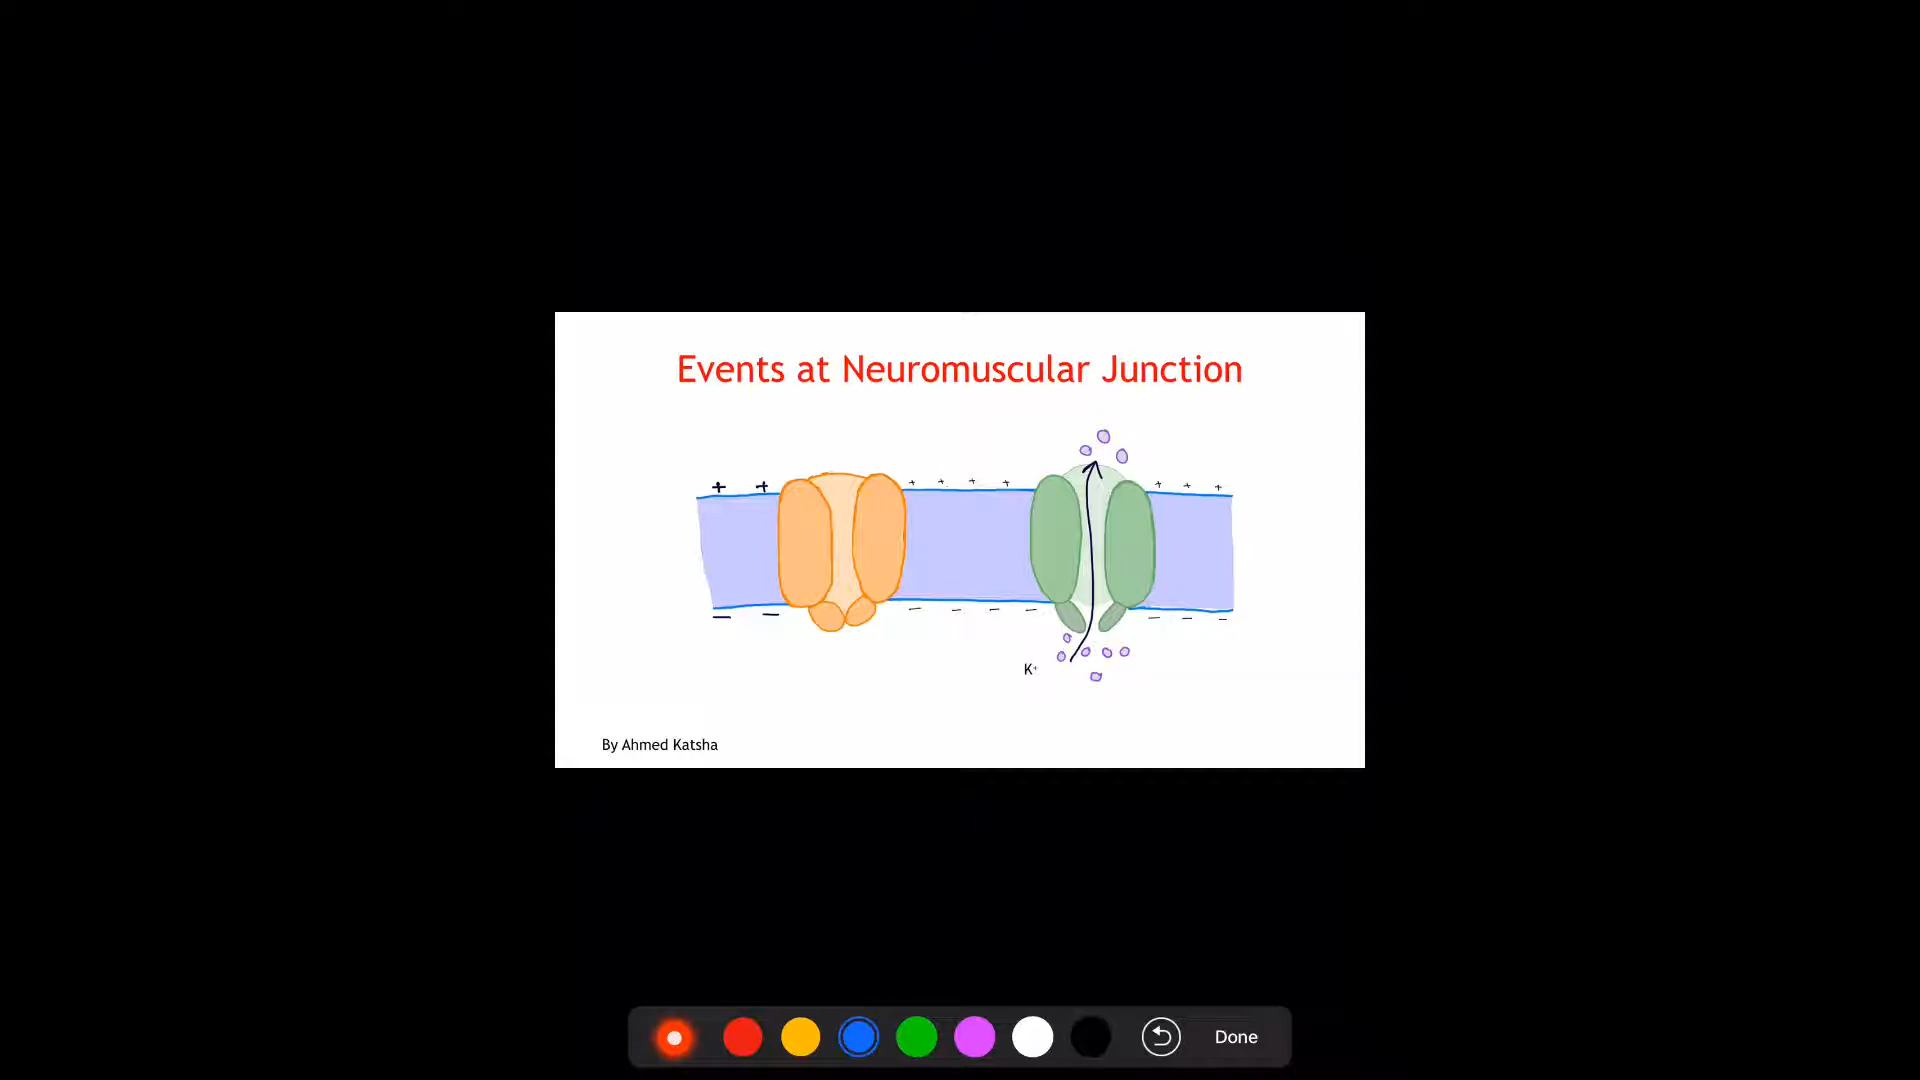 Events at Neuromuscular Junction
+ + + + + + + + +
− − − − − − − − −
K+
By Ahmed Katsha
Done